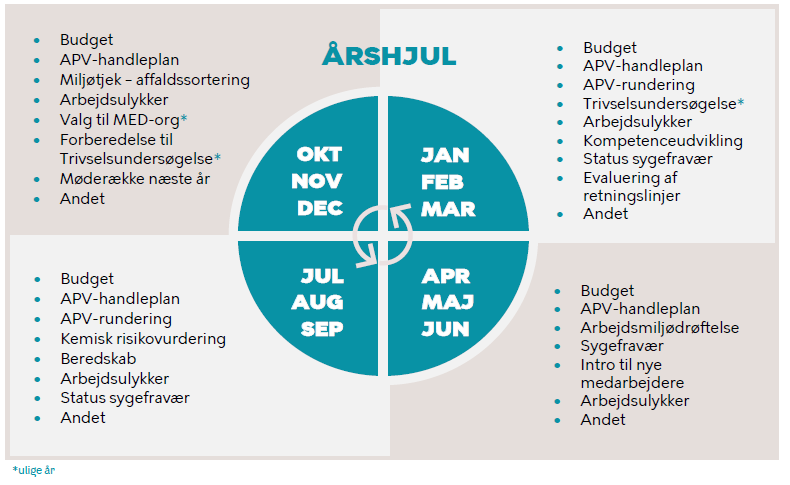 ÅRSHJUL
• Budget
• APV-handleplan
• Miljøtjek – affaldssortering
• Arbejdsulykker
• Valg til MED-org*
• Forberedelse til
Trivselsundersøgelse*
• Møderække næste år
• Andet
OKT
NOV
DEC
JAN
FEB
MAR
• Budget
• APV-handleplan
• APV-rundering
• Trivselsundersøgelse*
• Arbejdsulykker
• Kompetenceudvikling
• Status sygefravær
• Evaluering af
retningslinjer
• Andet
• Budget
• APV-handleplan
• APV-rundering
• Kemisk risikovurdering
• Beredskab
• Arbejdsulykker
• Status sygefravær
• Andet
JUL
AUG
SEP
APR
MAJ
JUN
• Budget
• APV-handleplan
• Arbejdsmiljødrøftelse
• Sygefravær
• Intro til nye
medarbejdere
• Arbejdsulykker
• Andet
*ulige år